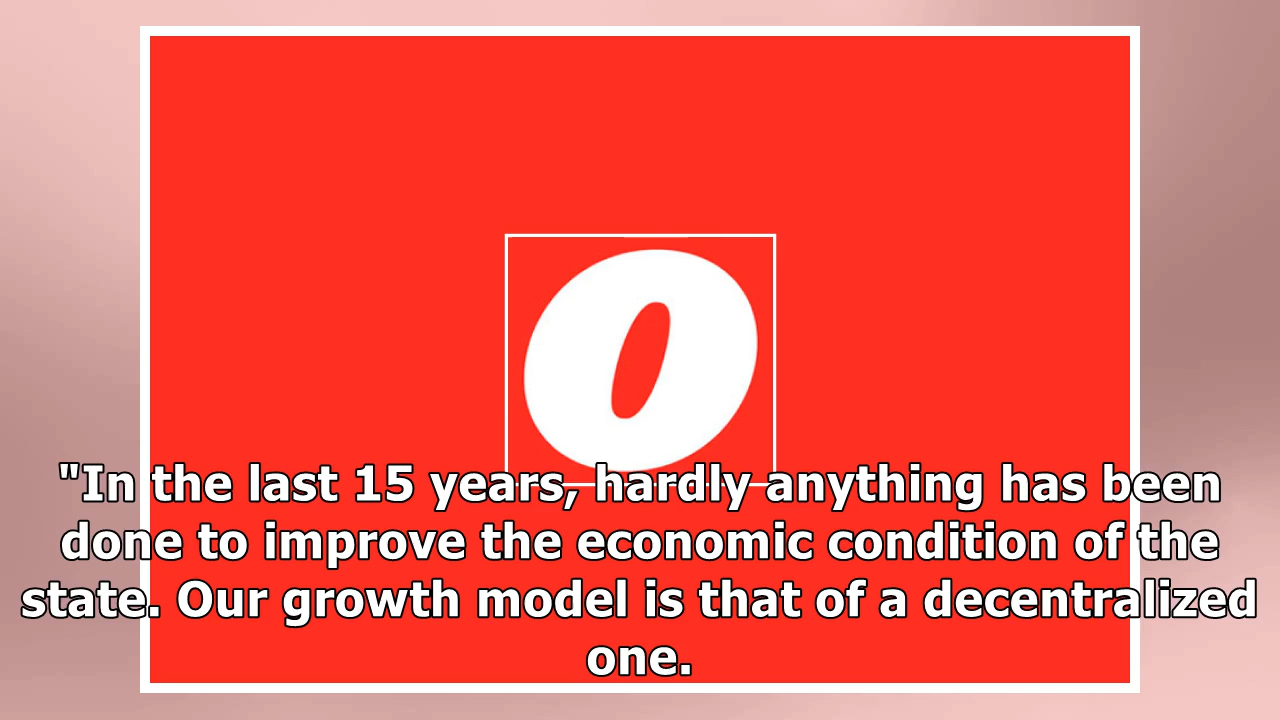 O
"In the last 15 years, hardly anything has been
done to improve the economic condition of the
state. Our growth model is that of a decentralized
one.